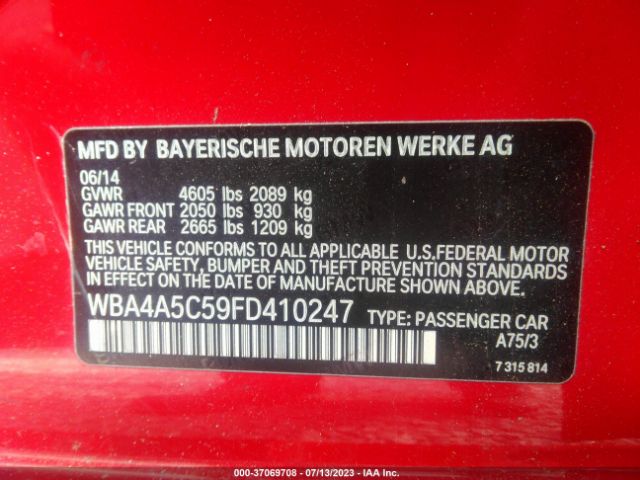 MFD BY BAYERISCHE MOTOREN WERKE AG
06/14
GVWR 4605 lbs 2089 kg
GAWR FRONT 2050 lbs 930 kg
GAWR REAR 2665 lbs 1209 kg
THIS VEHICLE CONFORMS TO ALL APPLICABLE U.S.FEDERAL MOTOR
VEHICLE SAFETY, BUMPER AND THEFT PREVENTION STANDARDS
IN EFFECT ON THE DATE OF MANUFACTURE SHOWN ABOVE.
WBA4A5C59FD410247 TYPE: PASSENGER CAR
A75/3
7 315 814
000-37069708 - 07/13/2023 - IAA Inc.